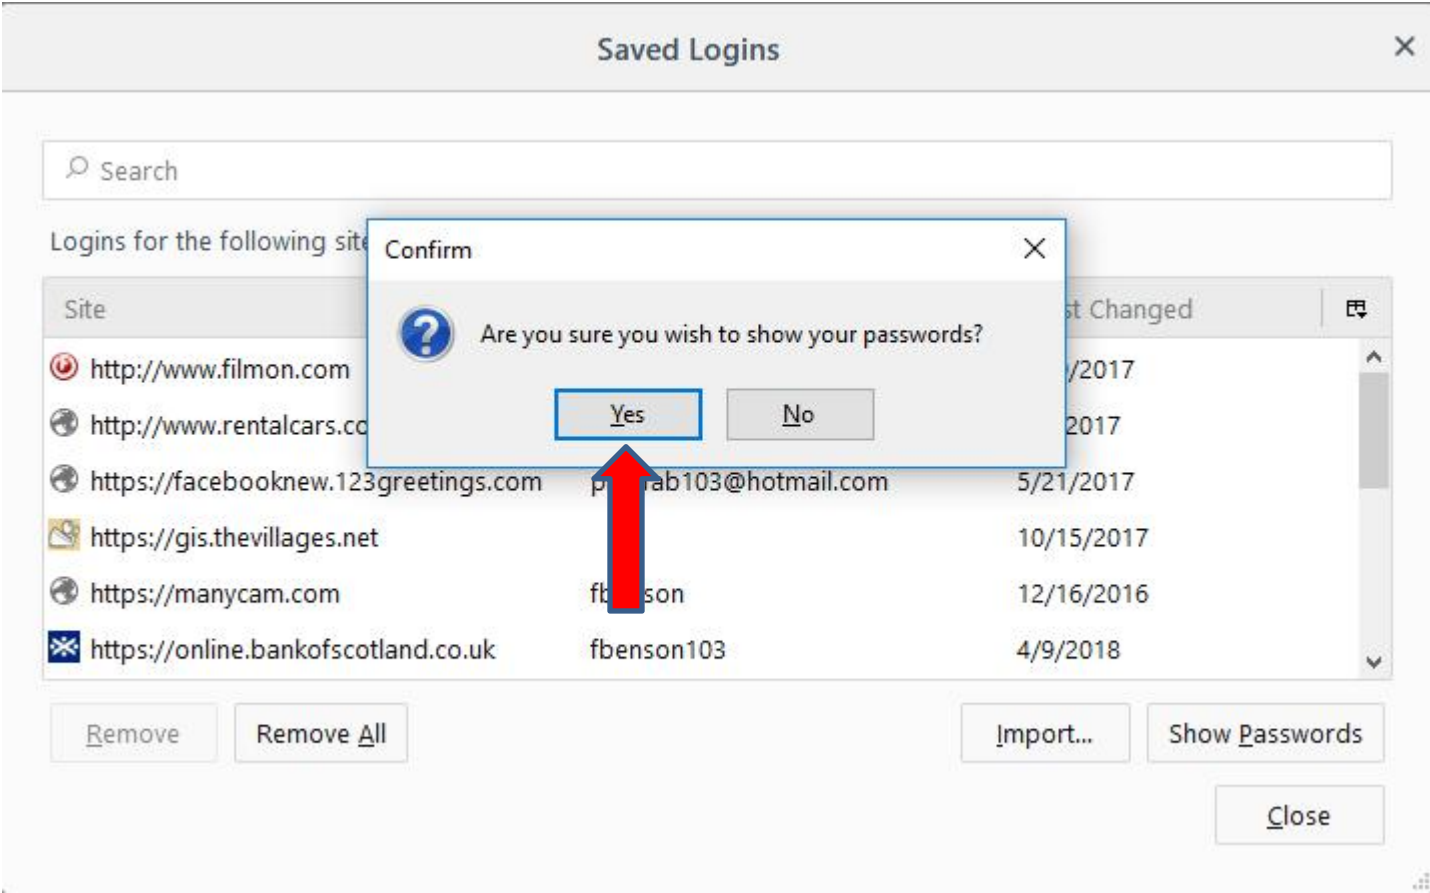 Saved Logins
Search
Logins for the following
Confirm
Site
Changed
Are you sure you wish to show your passwords?
http://www.filmon.com
/2017
Yes No
http://www.rentalcars.co
2017
https://facebooknew.123greetings.com ab103@hotmail.com 5/21/2017
https://gis.thevillages.net 10/15/2017
https://manycam.com fb son 12/16/2016
https://online.bankofscotland.co.uk fbenson103 4/9/2018
Remove Remove All Import... Show Passwords
Close